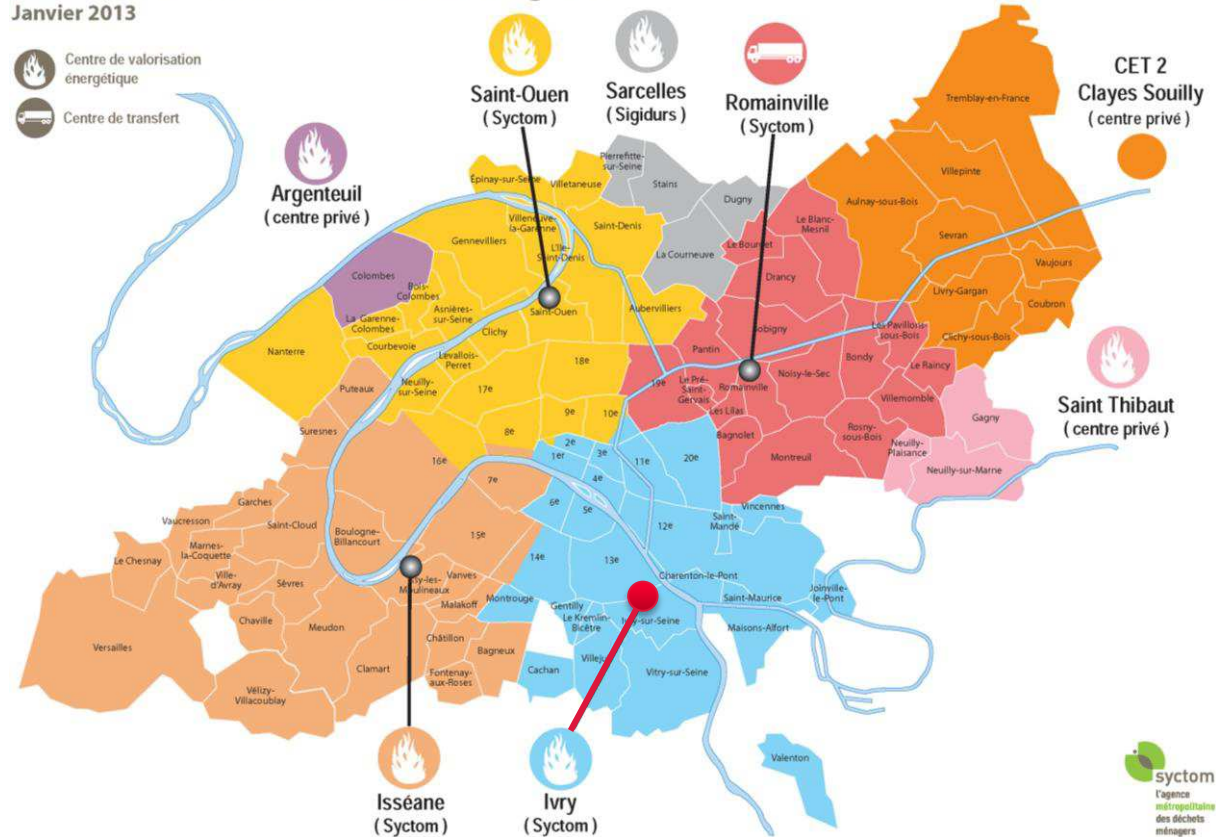 Janvier 2013
Centre de valorisation
énergétique
Centre de transfert
Saint-Ouen
( Syctom )
Sarcelles
( Sigidurs )
Romainville
( Syctom )
CET 2
Clayes Souilly
( centre privé )
Argenteuil
( centre privé )
Saint Thibaut
( centre privé )
Tremblay-en-France
Villepinte
Aulnay-sous-Bois
Sevran
Vaujours
Livry-Gargan
Coubron
Clichy-sous-Bois
Pierrefitte-
sur-Seine
Stains
Dugny
La Courneuve
Épinay-sur-Seine
Villetaneuse
Villeneuve-
la-Garenne
Saint-Denis
L'Ile-
Saint-Denis
Gennevilliers
Colombes
Bois-
Colombes
La Garenne-
Colombes
Asnières-
sur-Seine
Saint-Ouen
Aubervilliers
Clichy
Courbevoie
Nanterre
Levallois-
Perret
Neuilly-
sur-Seine
Puteaux
17e
18e
8e
9e
10e
Le Blanc-
Mesnil
Le Bourget
Drancy
Bobigny
Pantin
19e
Le Pré-
Saint-
Gervais
Romainville
Les Lilas
Bagnolet
Noisy-le-Sec
Bondy
Les Pavillons-
sous-Bois
Le Raincy
Villemomble
Rosny-
sous-Bois
Montreuil
Gagny
Neuilly-
Plaisance
Neuilly-sur-Marne
Suresnes
16e
7e
15e
Garches
Vaucresson
Saint-Cloud
Marnes-
la-Coquette
Le Chesnay
Ville-
d'Avray
Boulogne-
Billancourt
Sèvres
Chaville
Meudon
Versailles
Vélizy-
Villacoublay
Clamart
Vanves
Malakoff
Châtillon
Fontenay-
aux-Roses
Bagneux
1er
2e
3e
4e
5e
6e
11e
20e
12e
13e
14e
Saint-
Mandé
Vincennes
Montrouge
Gentilly
Le Kremlin-
Bicêtre
Charenton-le-Pont
Saint-Maurice
Joinville-
le-Pont
Maisons-Alfort
Cachan
Vitry-sur-Seine
Valenton
Isséane
( Syctom )
Ivry
( Syctom )
syctom
l'agence
métropolitaine
des déchets
ménagers